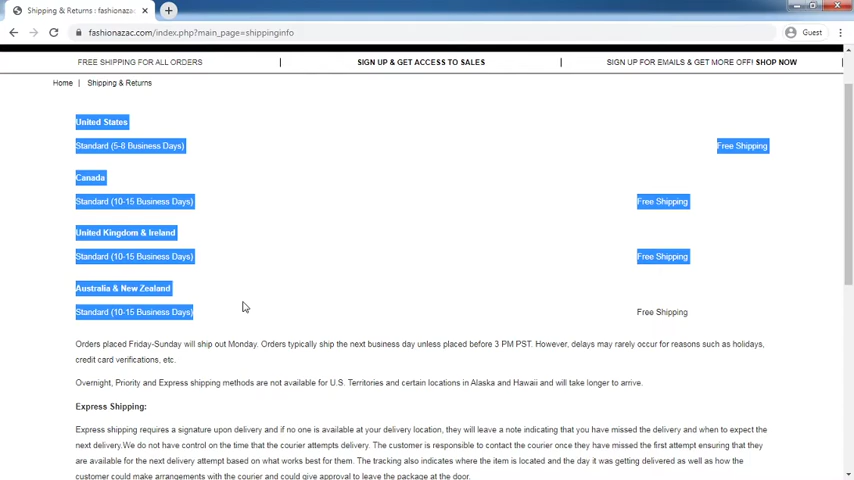 Shipping & Returns : fashionazac
fashionazac.com/index.php?main_page=shippinginfo
Guest
FREE SHIPPING FOR ALL ORDERS | SIGN UP & GET ACCESS TO SALES | SIGN UP FOR EMAILS & GET MORE OFF! SHOP NOW
Home | Shipping & Returns
United States
Standard (5-8 Business Days) Free Shipping
Canada
Standard (10-15 Business Days) Free Shipping
United Kingdom & Ireland
Standard (10-15 Business Days) Free Shipping
Australia & New Zealand
Standard (10-15 Business Days) Free Shipping
Orders placed Friday-Sunday will ship out Monday. Orders typically ship the next business day unless placed before 3 PM PST. However, delays may rarely occur for reasons such as holidays,
credit card verifications, etc.
Overnight, Priority and Express shipping methods are not available for U.S. Territories and certain locations in Alaska and Hawaii and will take longer to arrive.
Express Shipping:
Express shipping requires a signature upon delivery and if no one is available at your delivery location, they will leave a note indicating that you have missed the delivery and when to expect the
next delivery.We do not have control on the time that the courier attempts delivery. The customer is responsible to contact the courier once they have missed the first attempt ensuring that they
are available for the next delivery attempt based on what works best for them. The tracking also indicates where the item is located and the day it was getting delivered as well as how the
customer could make arrangements with the courier and could give approval to leave the package at the door.